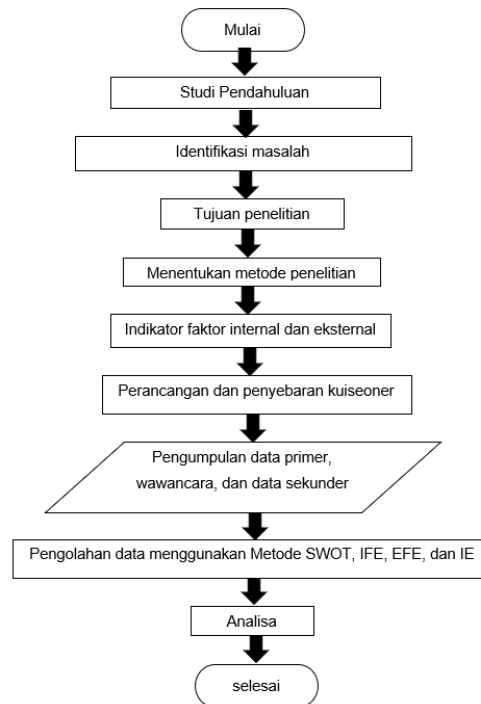 Mulai
Studi Pendahuluan
Identifikasi masalah
Tujuan penelitian
Menentukan metode penelitian
Indikator faktor internal dan eksternal
Perancangan dan penyebaran kuiseoner
Pengumpulan data primer,
wawancara, dan data sekunder
Pengolahan data menggunakan Metode SWOT, IFE, EFE, dan IE
Analisa
selesai